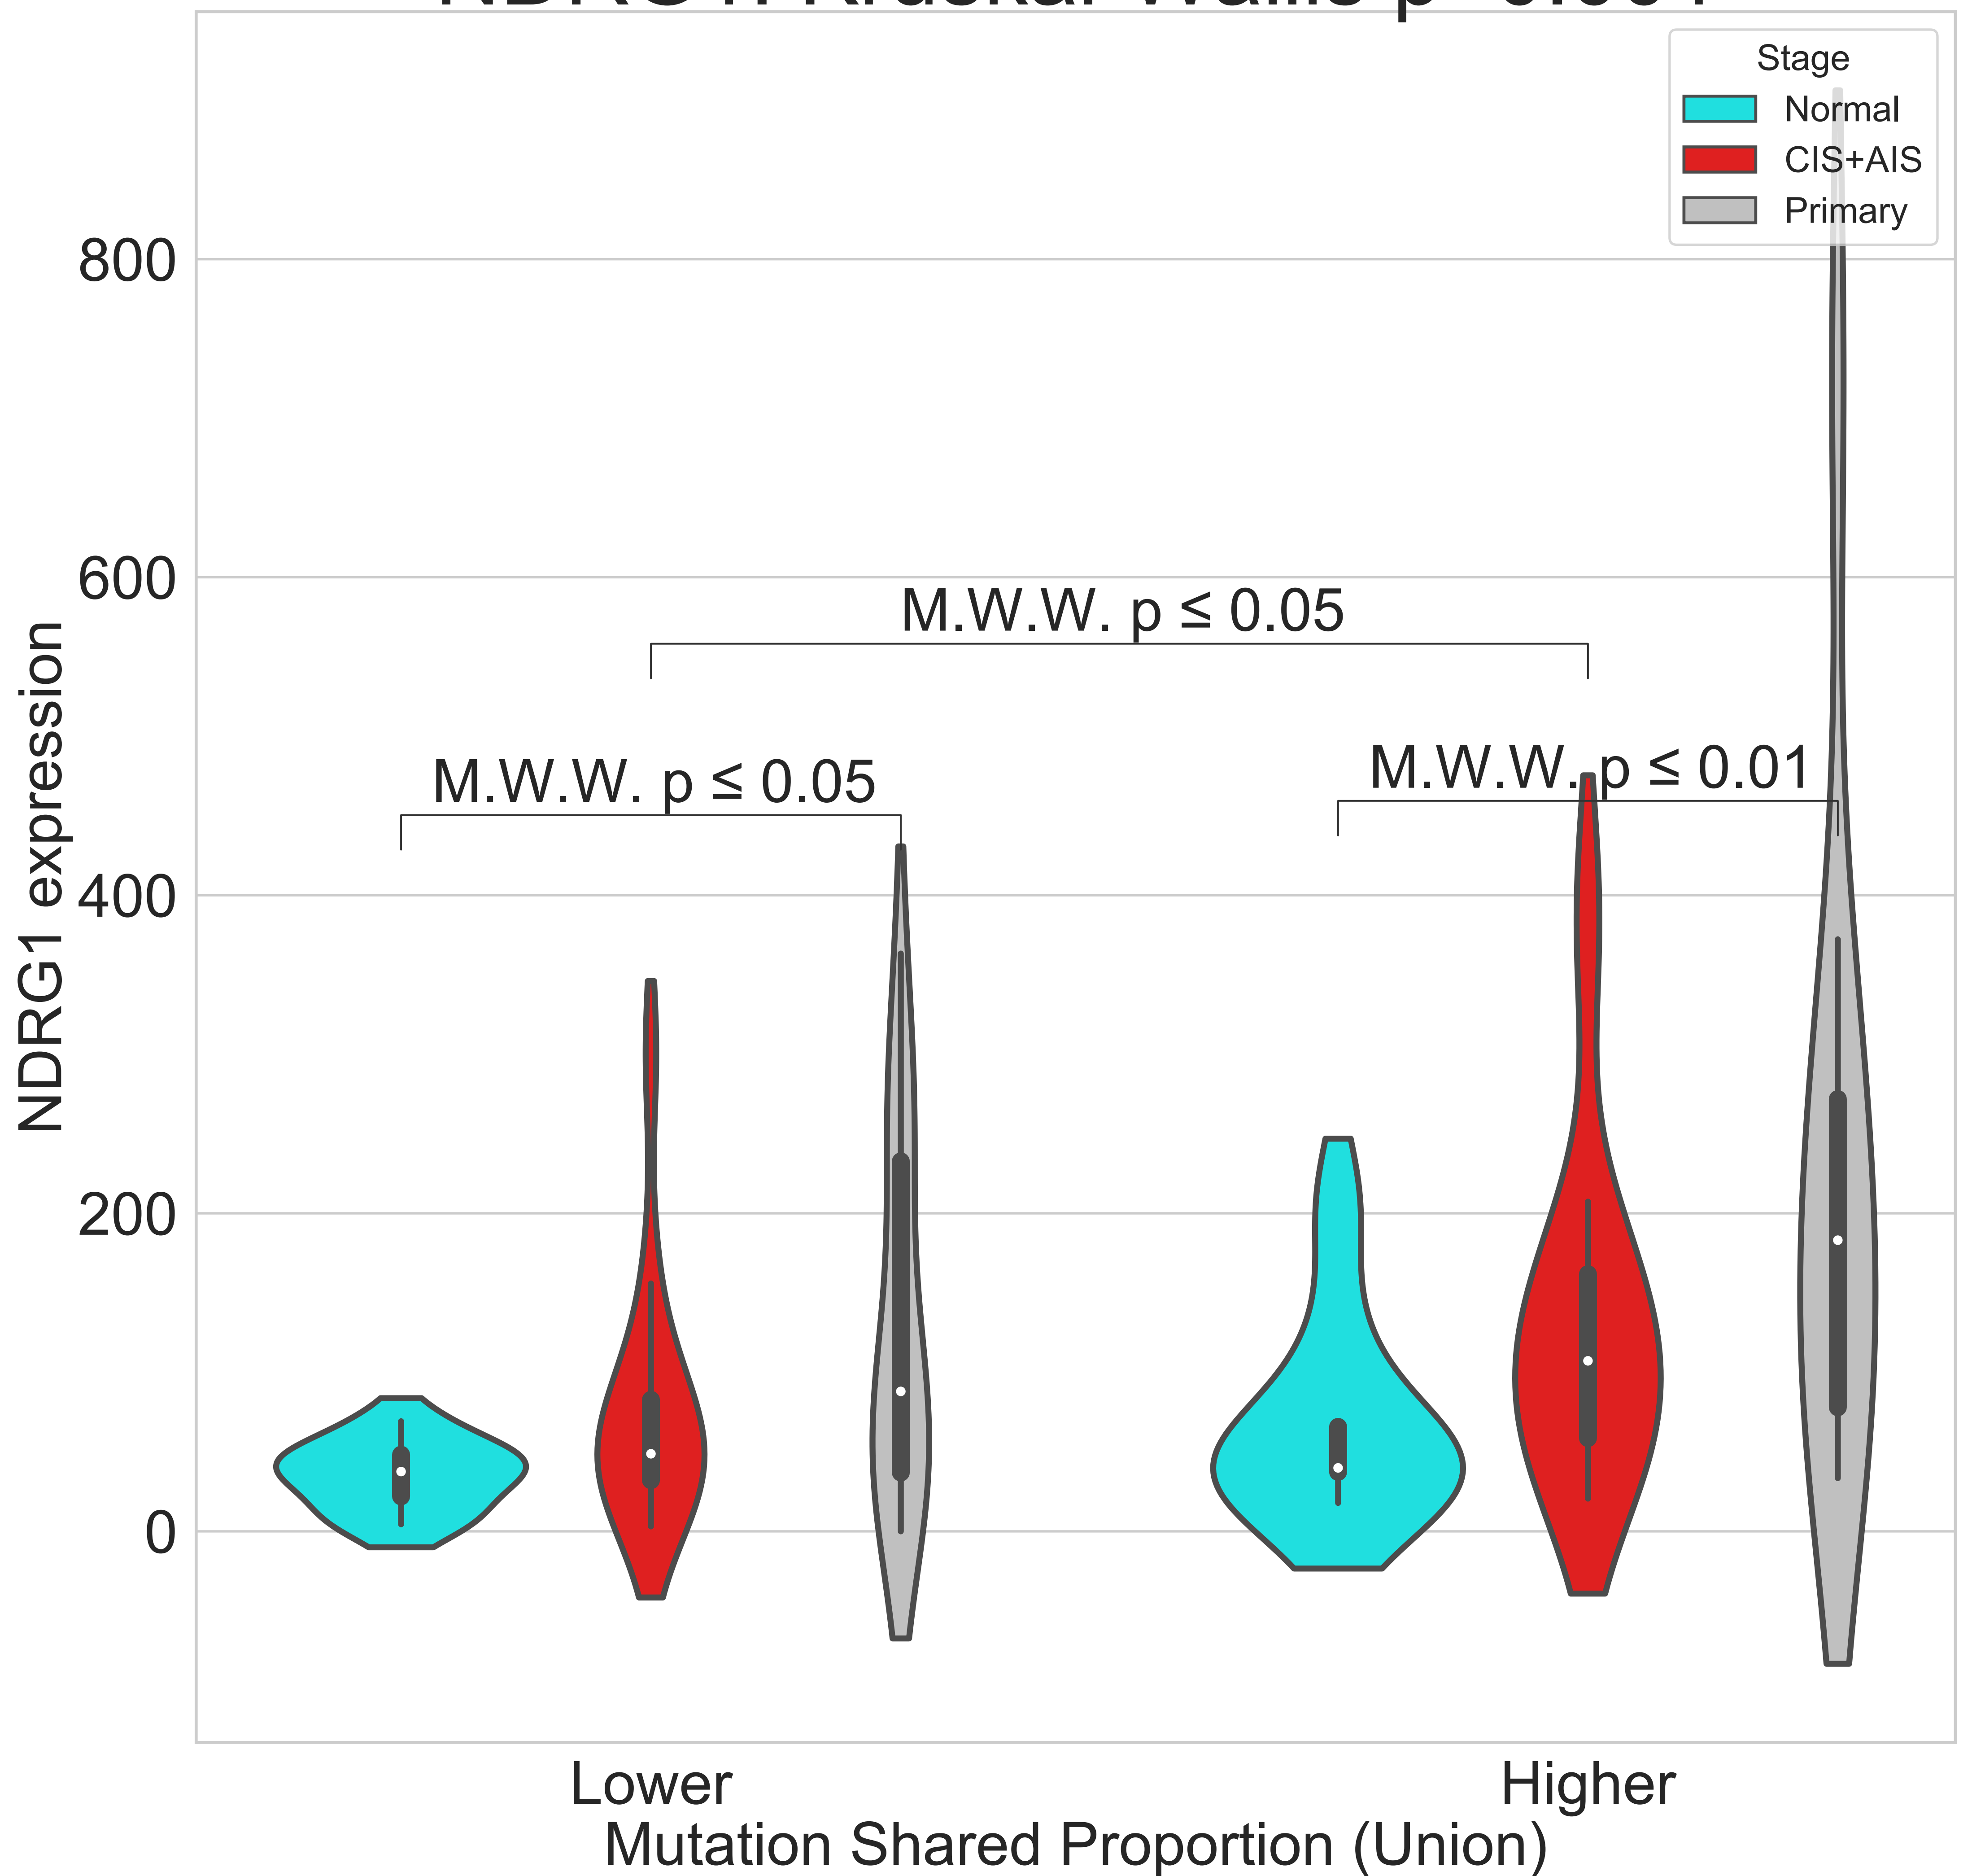 Stage
Normal
CIS+AIS
Primary
800
600
400
200
0
NDRG1 expression
M.W.W. p ≤ 0.05
M.W.W. p ≤ 0.05
M.W.W. p ≤ 0.01
Lower
Higher
Mutation Shared Proportion (Union)